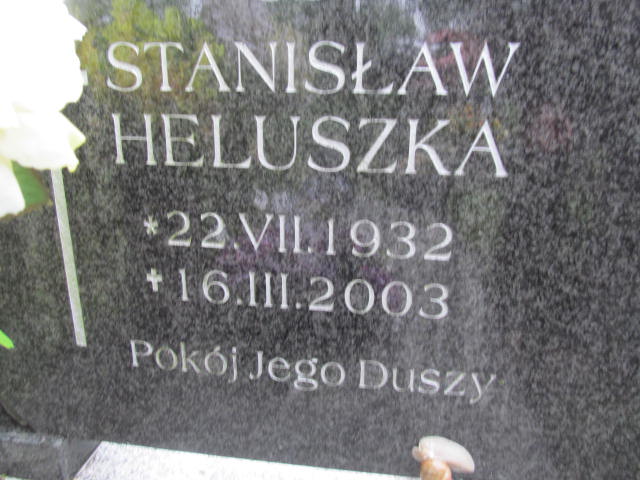 STANISŁAW
HELUSZKA
*22.VII.1932
✝16.III.2003
Pokój Jego Duszy